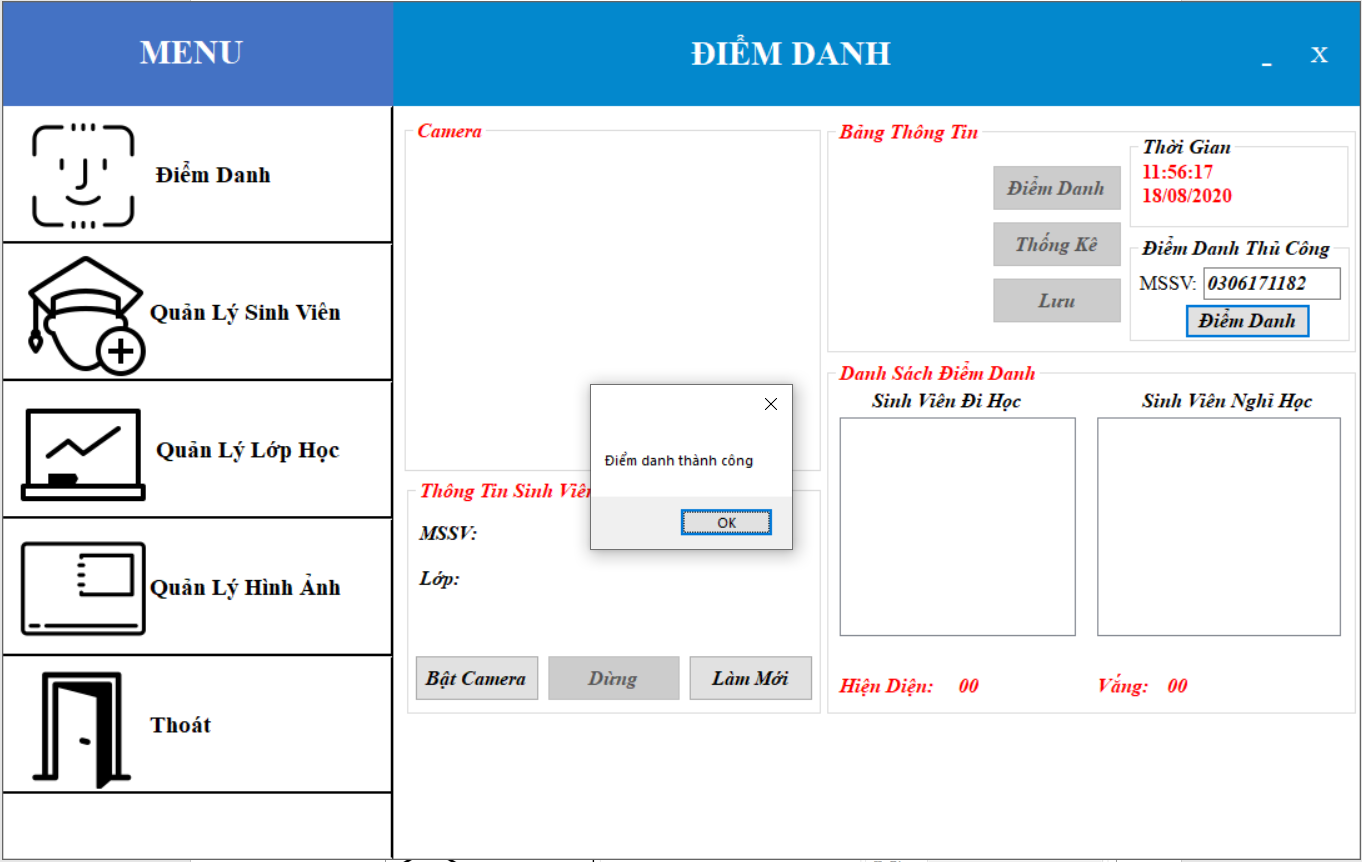 MENU
ĐIỂM DANH
_ X
Điểm Danh
Quản Lý Sinh Viên
Quản Lý Lớp Học
Quản Lý Hình Ảnh
Thoát
Camera
Thông Tin Sinh Viên
MSSV:
Lớp:
Bật Camera
Dừng
Làm Mới
Điểm danh thành công
OK
Bảng Thông Tin
Điểm Danh
Thống Kê
Lưu
Thời Gian
11:56:17
18/08/2020
Điểm Danh Thủ Công
MSSV: 0306171182
Điểm Danh
Danh Sách Điểm Danh
Sinh Viên Đi Học
Sinh Viên Nghĩ Học
Hiện Diện: 00
Vắng: 00